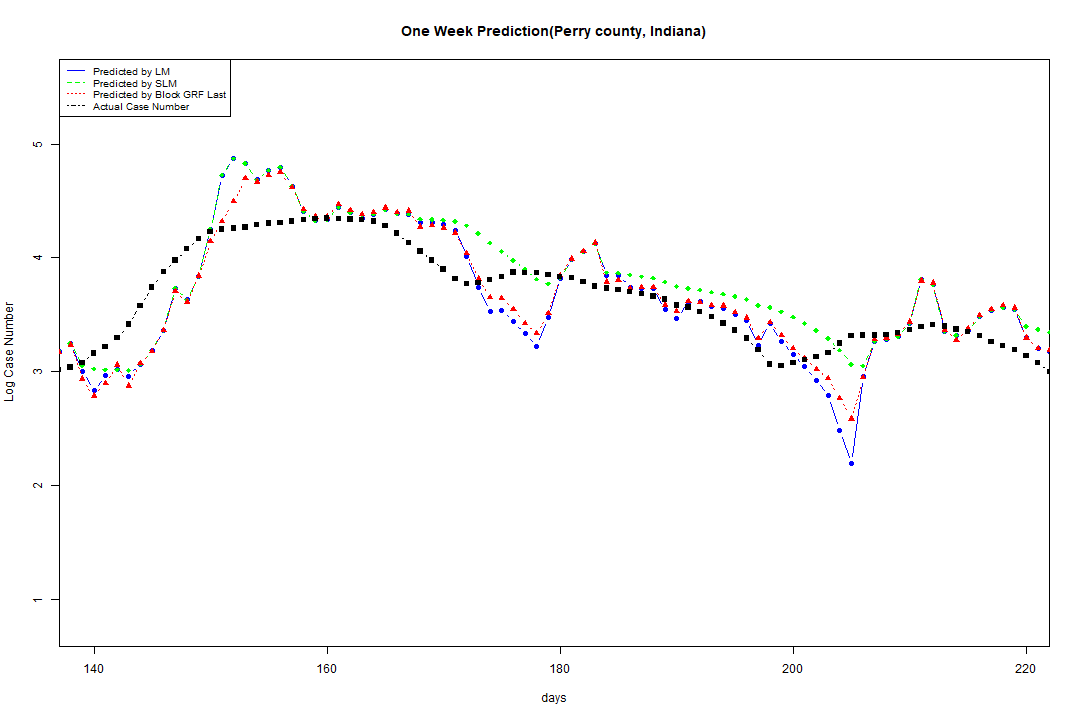 One Week Prediction(Perry county, Indiana)
Predicted by LM
Predicted by SLM
Predicted by Block GRF Last
Actual Case Number
5
4
3
2
1
Log Case Number
140 160 180 200 220
days